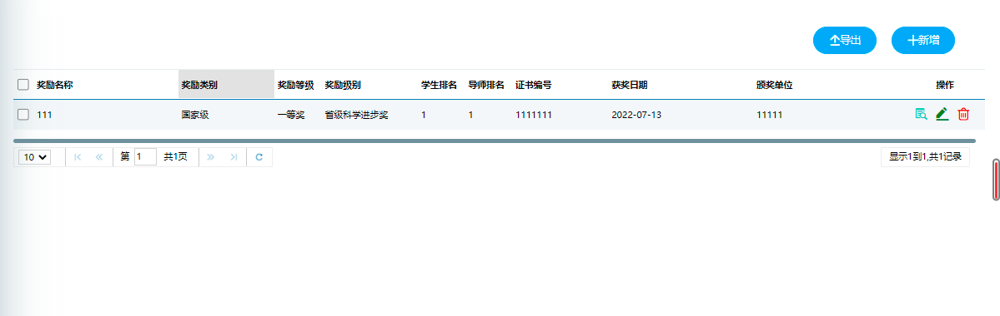 导出 新增
奖励名称 奖励类别 奖励等级 奖励级别 学生排名 导师排名 证书编号 获奖日期 颁奖单位 操作
111 国家级 一等奖 省级科学进步奖 1 1 1111111 2022-07-13 11111
10 第 1 共1页 显示1到1,共1记录